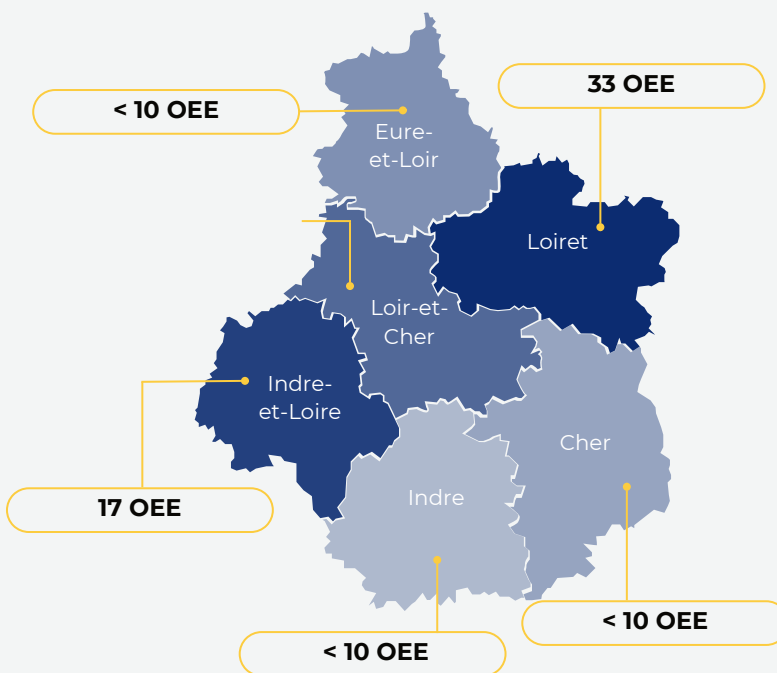 < 10 OEE
33 OEE
Eure-
et-Loir
Loiret
Loir-et-
Cher
Indre-
et-Loire
Cher
17 OEE
Indre
< 10 OEE
< 10 OEE